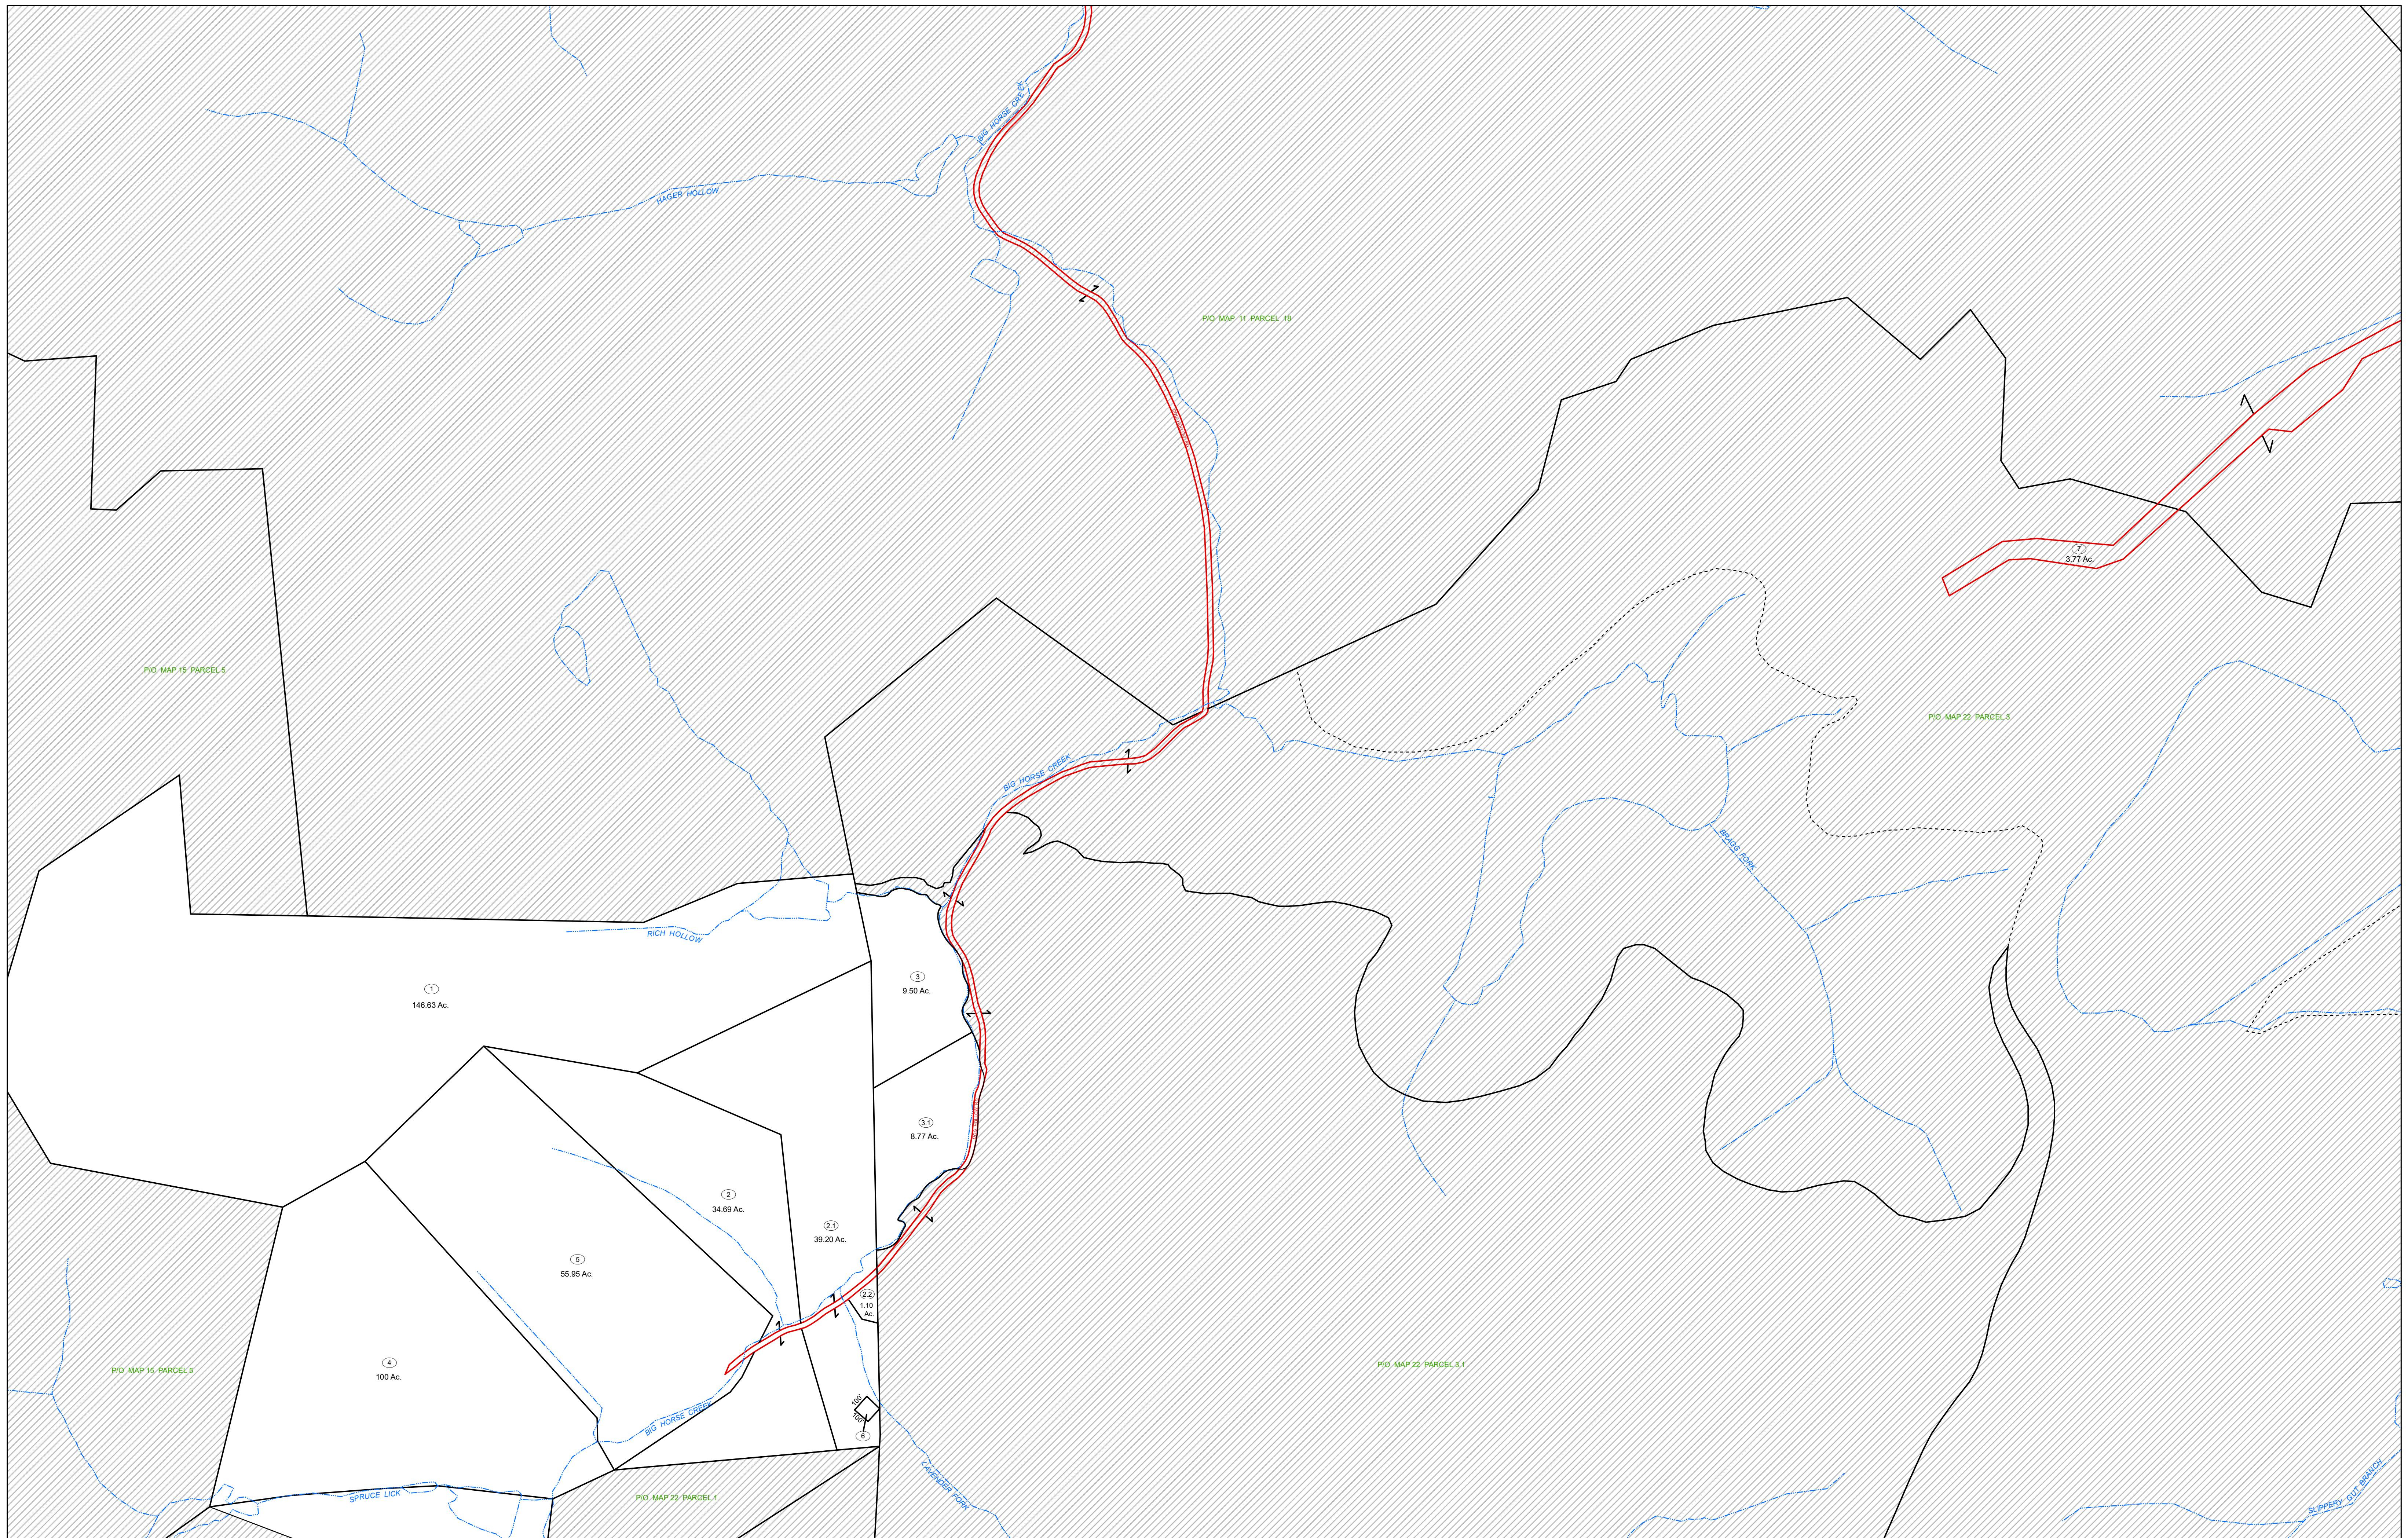 BIG HORSE CREEK
HAGER HOLLOW
P/O MAP 11 PARCEL 18
7
3.77 Ac.
P/O MAP 15 PARCEL 5
P/O MAP 22 PARCEL 3
BIG HORSE CREEK
BRAGG FORK
RICH HOLLOW
1
146.63 Ac.
3
9.50 Ac.
3.1
8.77 Ac.
2
34.69 Ac.
2.1
39.20 Ac.
5
55.95 Ac.
2.2
1.10
Ac.
4
100 Ac.
P/O MAP 15 PARCEL 5
P/O MAP 22 PARCEL 3.1
100'
100'
6
BIG HORSE CREEK
SPRUCE LICK
P/O MAP 22 PARCEL 1
LAVENDER FORK
SLIPPERY GUT BRANCH